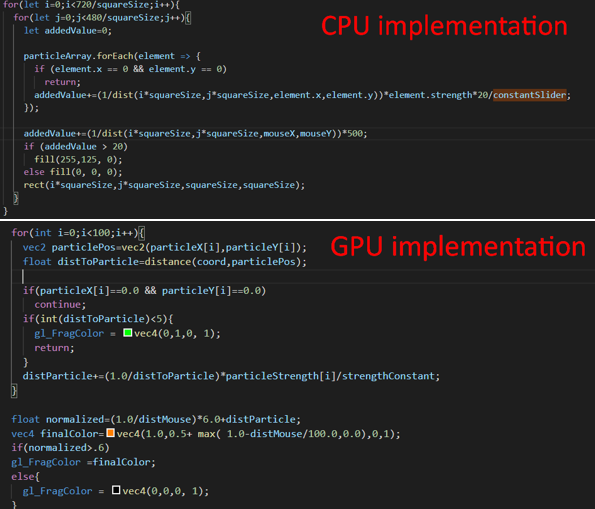 for(let i=0;i<720/squareSize;i++){
for(let j=0;j<480/squareSize;j++){
CPU implementation
let addedValue=0;
particleArray.forEach(element => {
if (element.x == 0 && element.y == 0)
return;
addedValue+=(1/dist(i*squareSize,j*squareSize,element.x,element.y))*element.strength*20/constantSlider;
});
addedValue+=(1/dist(i*squareSize,j*squareSize,mouseX,mouseY))*500;
if (addedValue > 20)
fill(255,125, 0);
else fill(0, 0, 0);
rect(i*squareSize,j*squareSize,squareSize,squareSize);
}
}
for(int i=0;i<100;i++){
GPU implementation
vec2 particlePos=vec2(particleX[i],particleY[i]);
float distToParticle=distance(coord,particlePos);
if(particleX[i]==0.0 && particleY[i]==0.0)
continue;
if(int(distToParticle)<5){
gl_FragColor = vec4(0,1,0, 1);
return;
}
distParticle+=(1.0/distToParticle)*particleStrength[i]/strengthConstant;
}
float normalized=(1.0/distMouse)*6.0+distParticle;
vec4 finalColor=vec4(1.0,0.5+ max( 1.0-distMouse/100.0,0.0),0,1);
if(normalized>.6)
gl_FragColor =finalColor;
else{
gl_FragColor = vec4(0,0,0, 1);
}